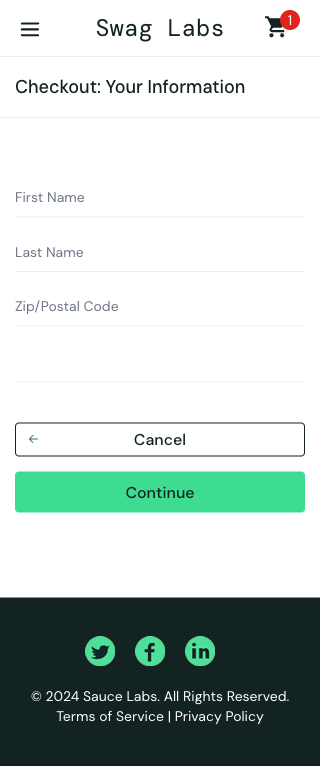 Swag Labs
1
Checkout: Your Information
First Name
Last Name
Zip/Postal Code
Cancel
Continue
© 2024 Sauce Labs. All Rights Reserved.
Terms of Service | Privacy Policy